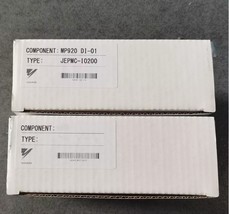 COMPONENT: MP920 DI-01
TYPE: JEPMC-IO200
COMPONENT:
TYPE: